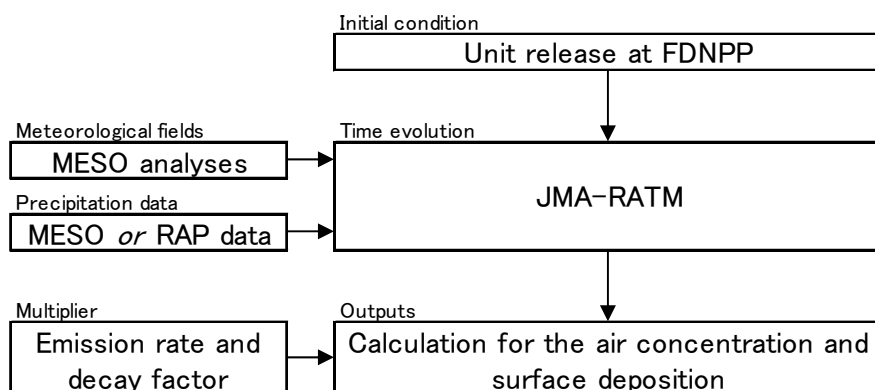 Initial condition
Unit release at FDNPP
Meteorological fields
MESO analyses
Time evolution
JMA-RATM
Precipitation data
MESO or RAP data
Multiplier
Emission rate and
decay factor
Outputs
Calculation for the air concentration and
surface deposition